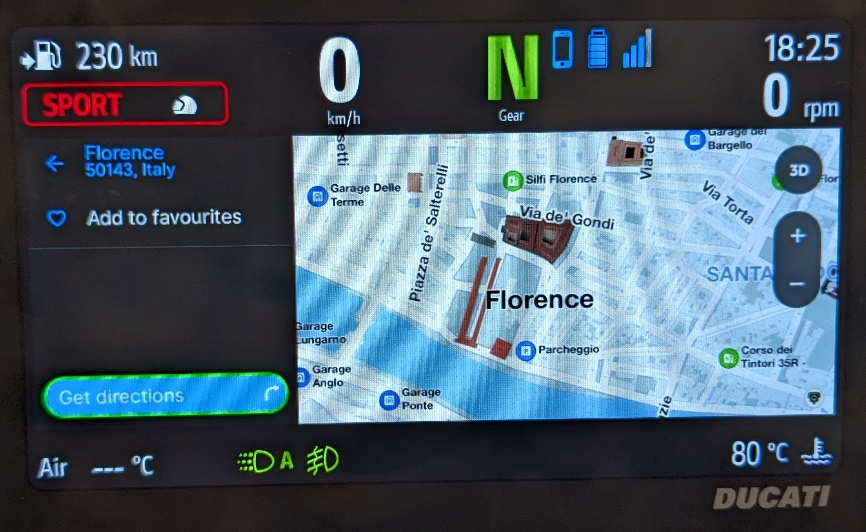 230 km
0
km/h
N
Gear
18:25
0 rpm
SPORT
Florence
50143, Italy
Add to favourites
Get directions
setti
Garage Delle
Terme
Piazza de' Salterelli
Silfi Florence
Via de' Gondi
Via de'
Garage del
Bargello
Via Torta
Flor
3D
+
−
SANTA
Florence
Garage
Lungarno
Garage
Anglo
Garage
Ponte
P
Parcheggio
Corso dei
Tintori 35R -
zie
Air --- °C
A
80 °C
DUCATI